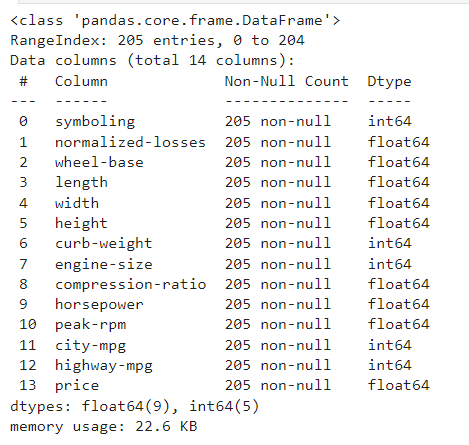 <class 'pandas.core.frame.DataFrame'>
RangeIndex: 205 entries, 0 to 204
Data columns (total 14 columns):
 #   Column             Non-Null Count  Dtype
---  ------             --------------  -----
 0   symboling          205 non-null    int64
 1   normalized-losses  205 non-null    float64
 2   wheel-base         205 non-null    float64
 3   length             205 non-null    float64
 4   width              205 non-null    float64
 5   height             205 non-null    float64
 6   curb-weight        205 non-null    int64
 7   engine-size        205 non-null    int64
 8   compression-ratio  205 non-null    float64
 9   horsepower         205 non-null    float64
 10  peak-rpm           205 non-null    float64
 11  city-mpg           205 non-null    int64
 12  highway-mpg        205 non-null    int64
 13  price              205 non-null    float64
dtypes: float64(9), int64(5)
memory usage: 22.6 KB